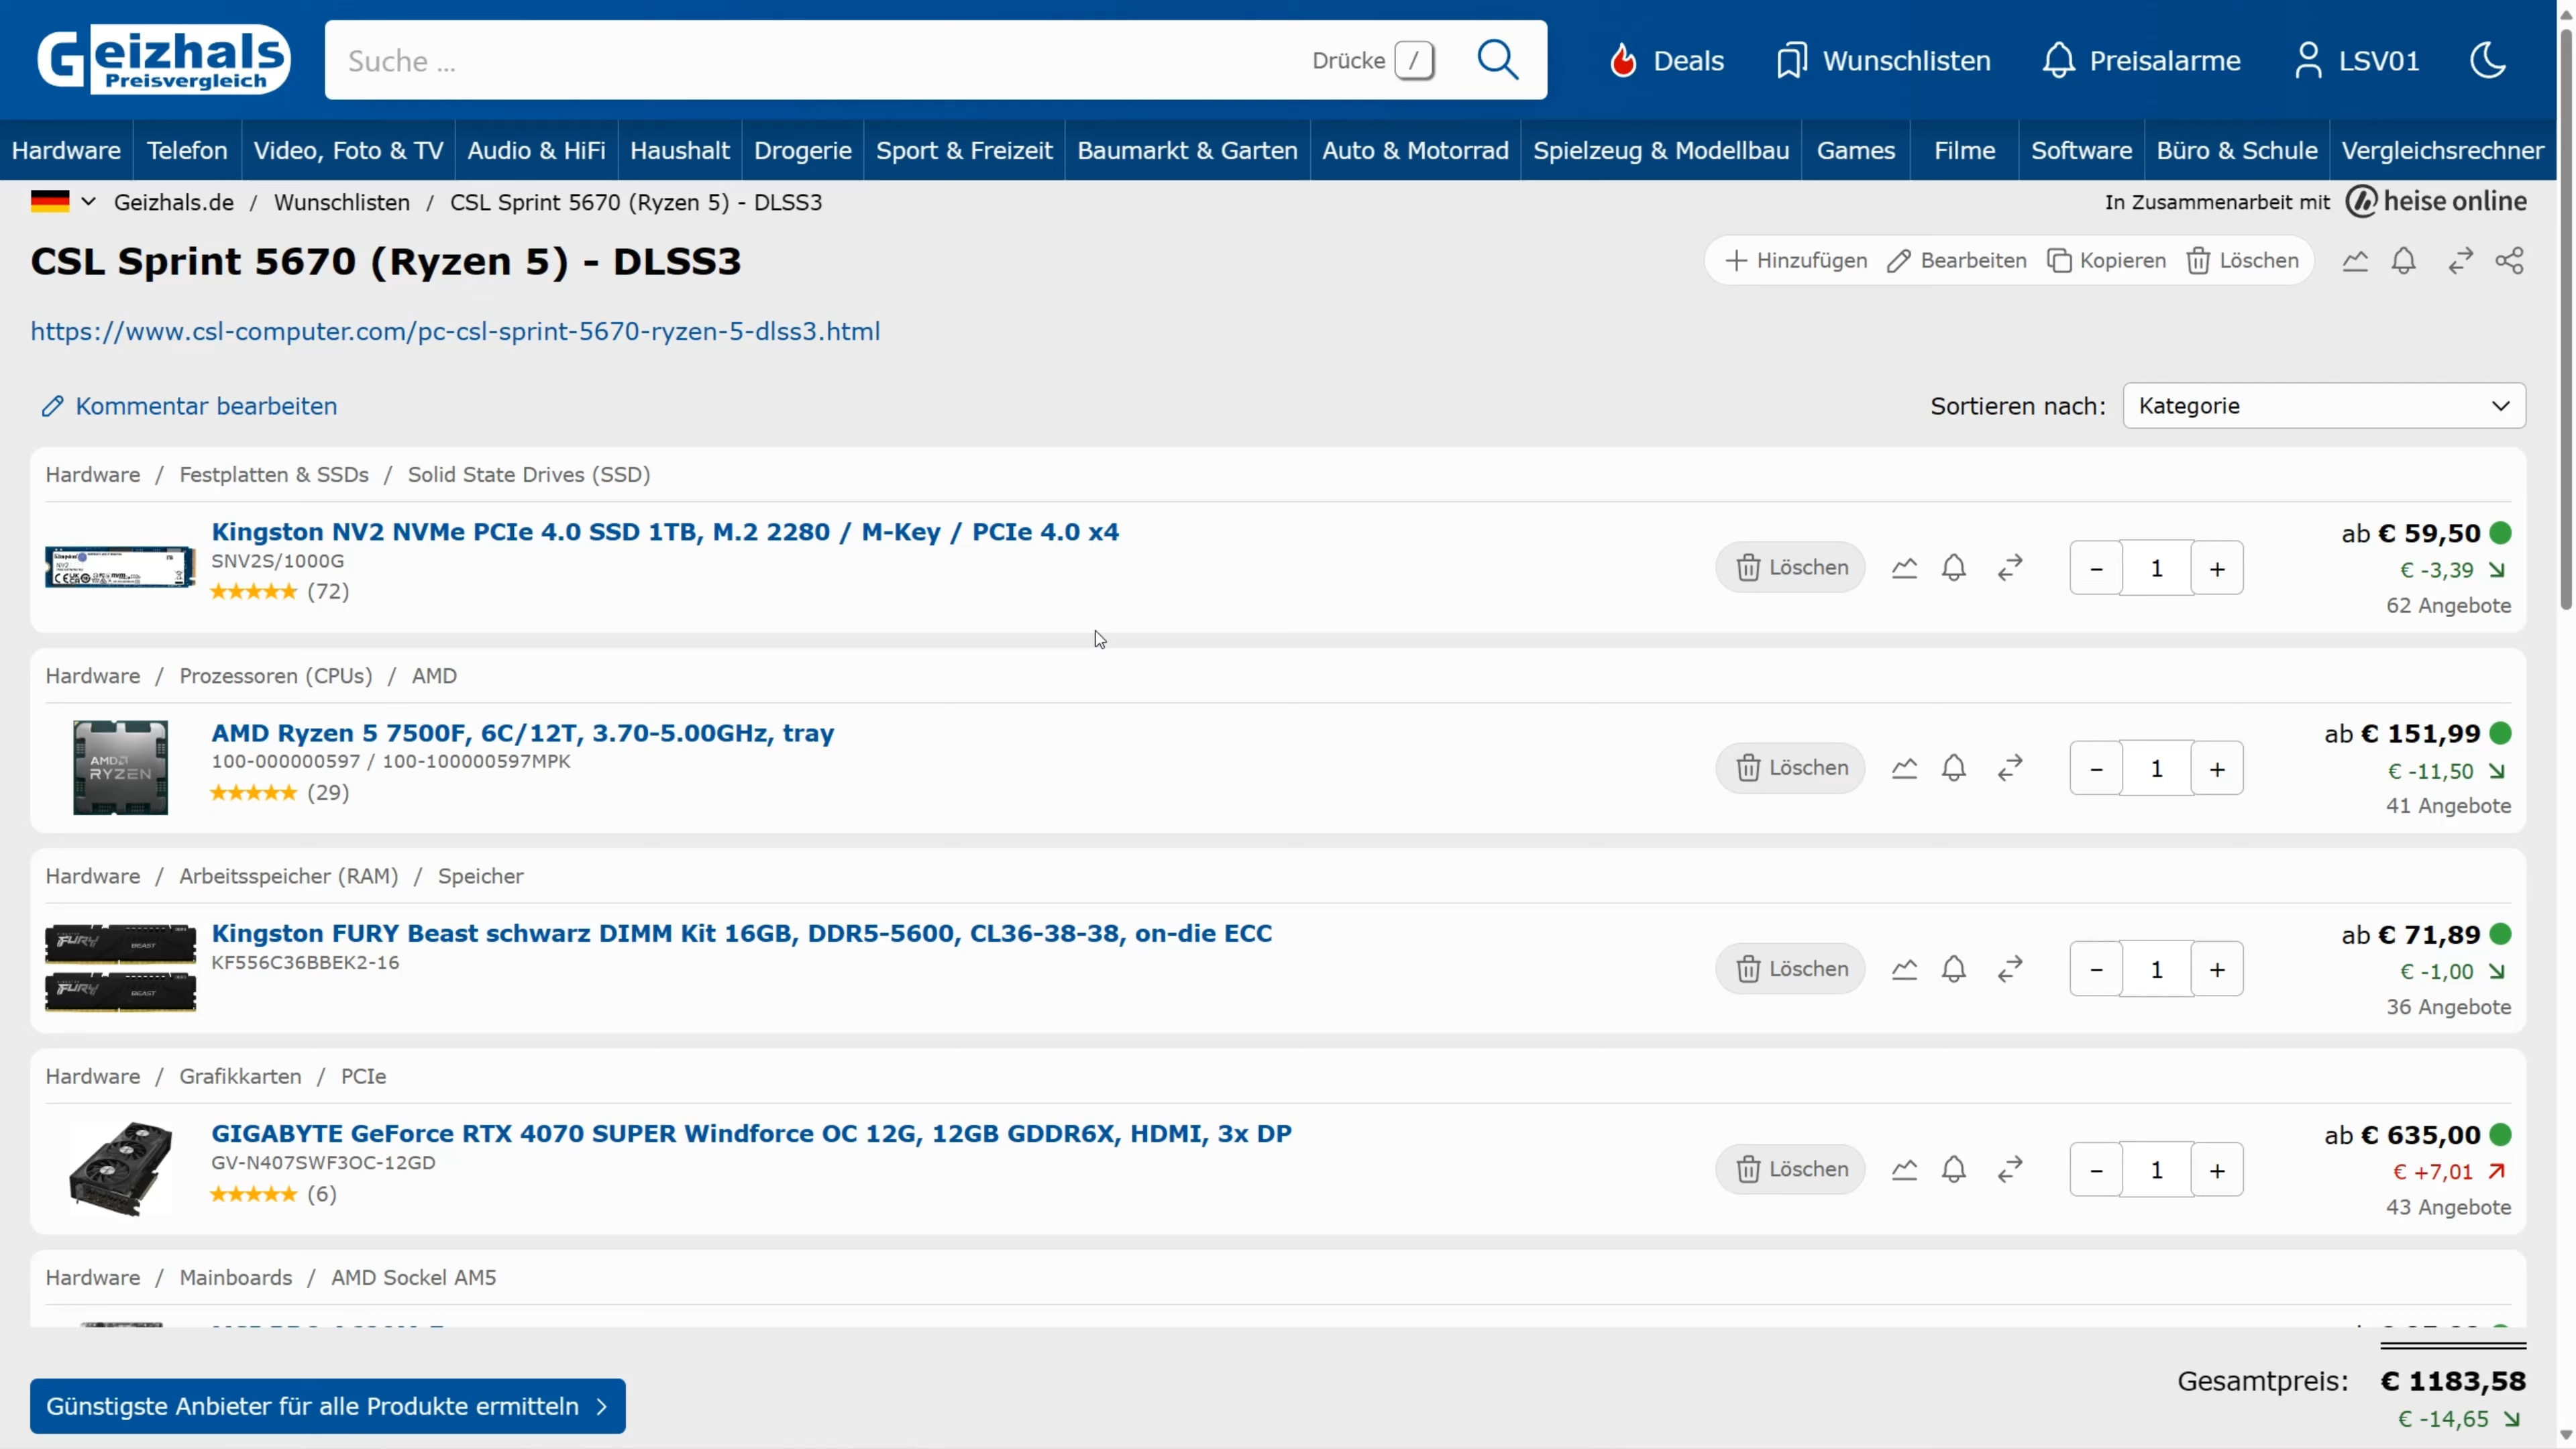 Geizhals
Preisvergleich
Suche ...
Drücke /
Deals
Wunschlisten
Preisalarme
LSV01
Hardware
Telefon
Video, Foto & TV
Audio & HiFi
Haushalt
Drogerie
Sport & Freizeit
Baumarkt & Garten
Auto & Motorrad
Spielzeug & Modellbau
Games
Filme
Software
Büro & Schule
Vergleichsrechner
Geizhals.de / Wunschlisten / CSL Sprint 5670 (Ryzen 5) - DLSS3
In Zusammenarbeit mit heise online
CSL Sprint 5670 (Ryzen 5) - DLSS3
Hinzufügen
Bearbeiten
Kopieren
Löschen
https://www.csl-computer.com/pc-csl-sprint-5670-ryzen-5-dlss3.html
Kommentar bearbeiten
Sortieren nach: Kategorie
Hardware / Festplatten & SSDs / Solid State Drives (SSD)
Kingston NV2 NVMe PCIe 4.0 SSD 1TB, M.2 2280 / M-Key / PCIe 4.0 x4
SNV2S/1000G
(72)
Löschen
− 1 +
ab € 59,50
€ -3,39
62 Angebote
Hardware / Prozessoren (CPUs) / AMD
AMD
RYZEN
AMD Ryzen 5 7500F, 6C/12T, 3.70-5.00GHz, tray
100-000000597 / 100-100000597MPK
(29)
Löschen
− 1 +
ab € 151,99
€ -11,50
41 Angebote
Hardware / Arbeitsspeicher (RAM) / Speicher
FURY BEAST
FURY BEAST
Kingston FURY Beast schwarz DIMM Kit 16GB, DDR5-5600, CL36-38-38, on-die ECC
KF556C36BBEK2-16
Löschen
− 1 +
ab € 71,89
€ -1,00
36 Angebote
Hardware / Grafikkarten / PCIe
GIGABYTE GeForce RTX 4070 SUPER Windforce OC 12G, 12GB GDDR6X, HDMI, 3x DP
GV-N407SWF3OC-12GD
(6)
Löschen
− 1 +
ab € 635,00
€ +7,01
43 Angebote
Hardware / Mainboards / AMD Sockel AM5
Günstigste Anbieter für alle Produkte ermitteln
Gesamtpreis: € 1183,58
€ -14,65